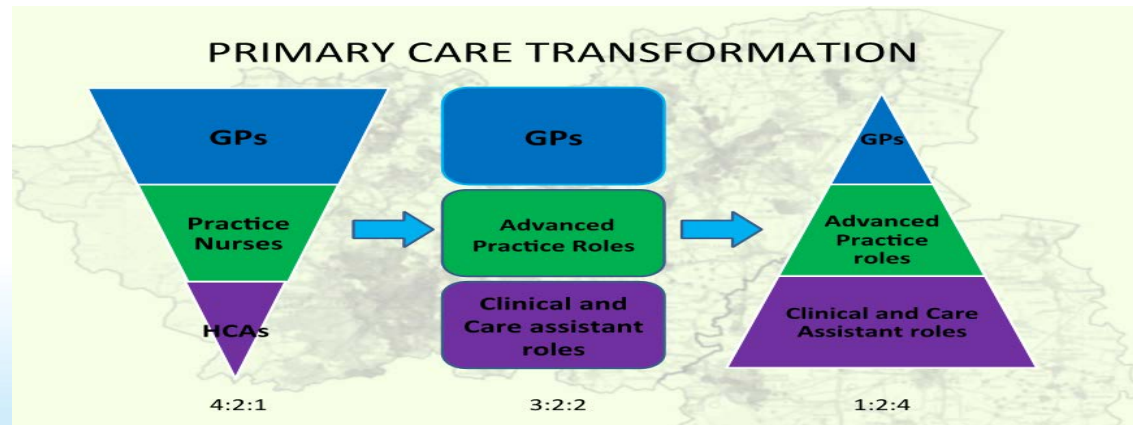 PRIMARY CARE TRANSFORMATION
GPs
Practice
Nurses
HCAs
4:2:1
GPs
Advanced
Practice Roles
Clinical and
Care assistant
roles
3:2:2
GPs
Advanced
Practice
roles
Clinical and Care
Assistant roles
1:2:4